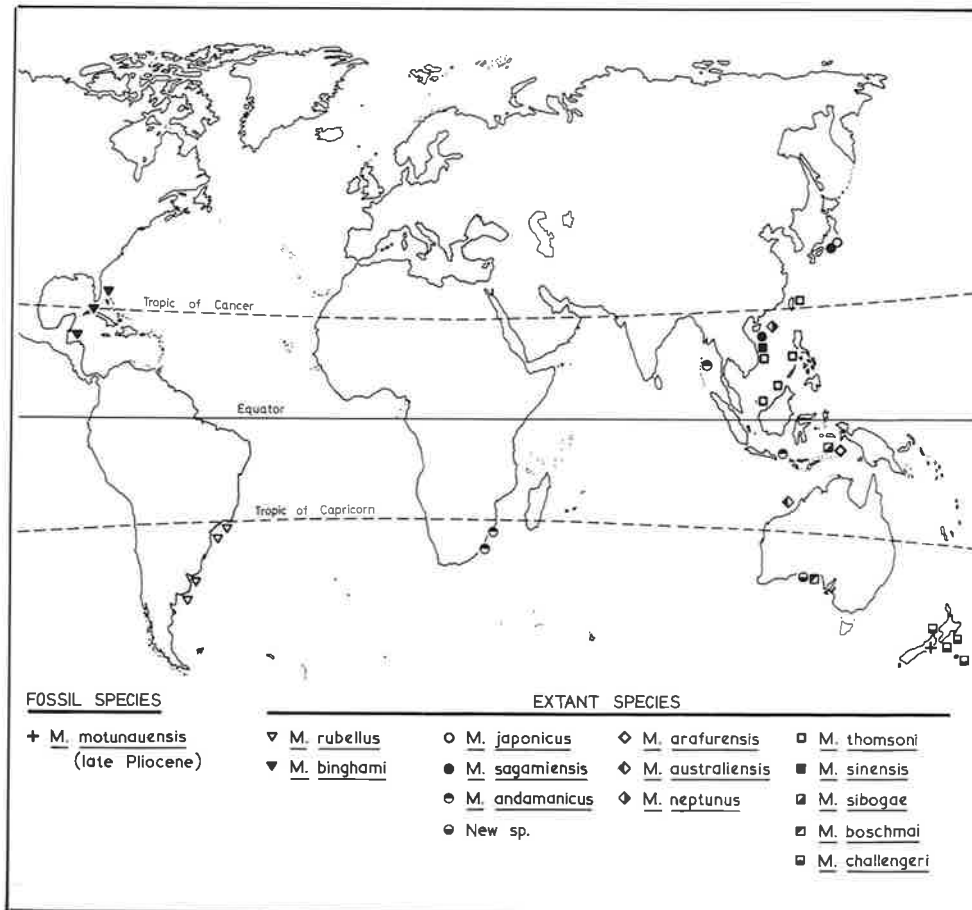 Tropic of Cancer
Equator
Tropic of Capricorn
FOSSIL SPECIES
M. motunauensis
(late Pliocene)
EXTANT SPECIES
M. rubellus
M. binghami
M. japonicus
M. sagamiensis
M. andamanicus
New sp.
M. arafurensis
M. australiensis
M. neptunus
M. thomsoni
M. sinensis
M. sibogae
M. boschmai
M. challengeri